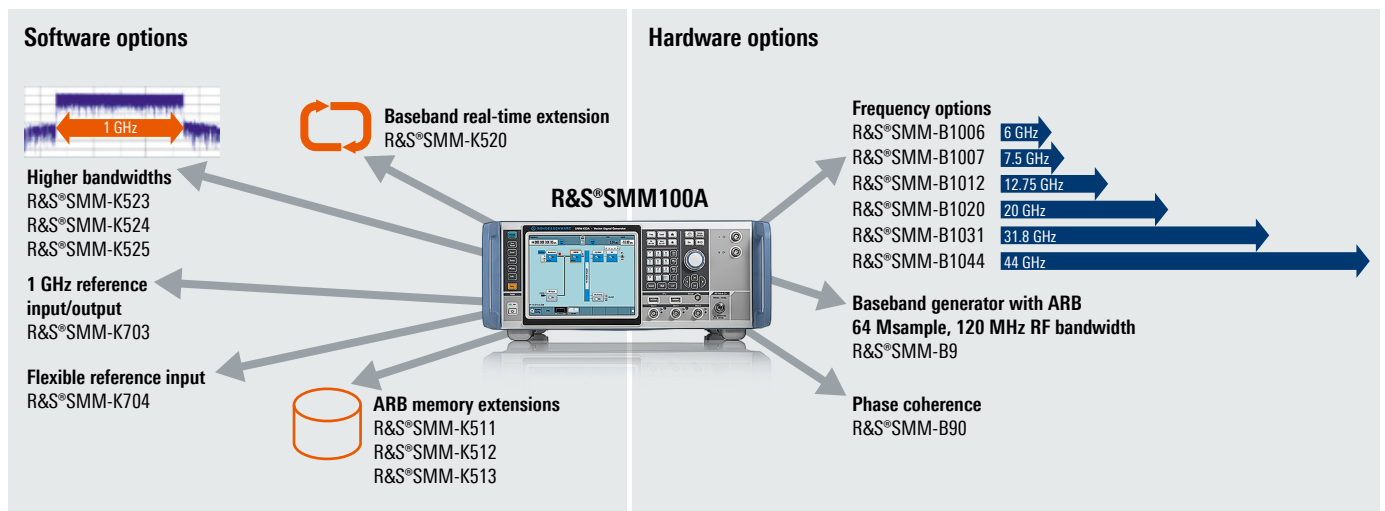 Software options
1 GHz
Higher bandwidths
R&S®SMM-K523
R&S®SMM-K524
R&S®SMM-K525
1 GHz reference
input/output
R&S®SMM-K703
Flexible reference input
R&S®SMM-K704
Baseband real-time extension
R&S®SMM-K520
ARB memory extensions
R&S®SMM-K511
R&S®SMM-K512
R&S®SMM-K513
R&S®SMM100A
Hardware options
Frequency options
R&S®SMM-B1006 6 GHz
R&S®SMM-B1007 7.5 GHz
R&S®SMM-B1012 12.75 GHz
R&S®SMM-B1020 20 GHz
R&S®SMM-B1031 31.8 GHz
R&S®SMM-B1044 44 GHz
Baseband generator with ARB
64 Msample, 120 MHz RF bandwidth
R&S®SMM-B9
Phase coherence
R&S®SMM-B90